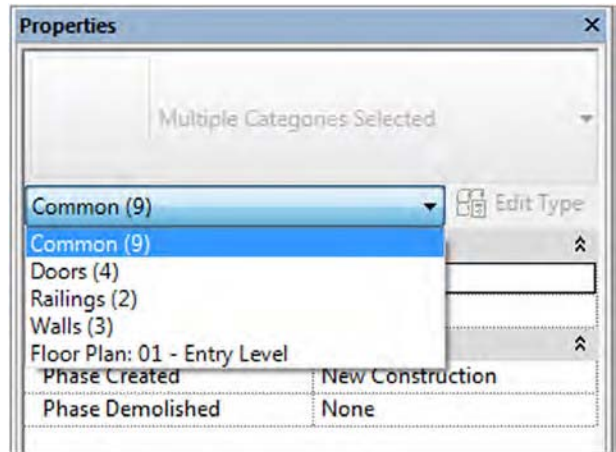 Properties ×
Multiple Categories Selected
Common (9) Edit Type
Common (9)
Doors (4)
Railings (2)
Walls (3)
Floor Plan: 01 - Entry Level
Phase Created New Construction
Phase Demolished None